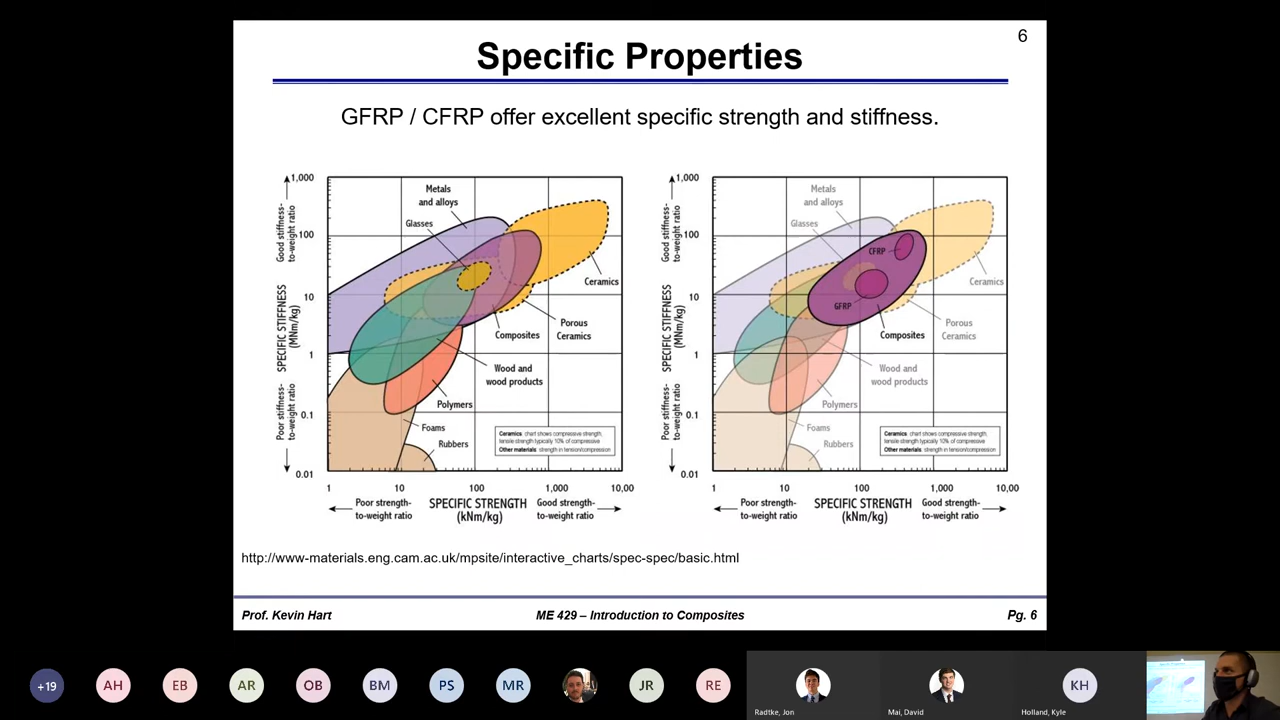 6
Specific Properties
GFRP / CFRP offer excellent specific strength and stiffness.
1,000
100
10
1
0.1
0.01
Good stiffness-
to-weight ratio
SPECIFIC STIFFNESS
(MNm/kg)
Poor stiffness-
to-weight ratio
Metals
and alloys
Glasses
Ceramics
Porous
Ceramics
Composites
Wood and
wood products
Polymers
Foams
Rubbers
Ceramics: chart shows compressive strength,
tensile strength typically 10% of compressive
Other materials: strength in tension/compression
1 10 100 1,000 10,00
Poor strength-
to-weight ratio
SPECIFIC STRENGTH
(kNm/kg)
Good strength-
to-weight ratio
1,000
100
10
1
0.1
0.01
Good stiffness-
to-weight ratio
SPECIFIC STIFFNESS
(MNm/kg)
Poor stiffness-
to-weight ratio
Metals
and alloys
Glasses
CFRP
GFRP
Ceramics
Porous
Ceramics
Composites
Wood and
wood products
Polymers
Foams
Rubbers
Ceramics: chart shows compressive strength,
tensile strength typically 10% of compressive
Other materials: strength in tension/compression
1 10 100 1,000 10,00
Poor strength-
to-weight ratio
SPECIFIC STRENGTH
(kNm/kg)
Good strength-
to-weight ratio
http://www-materials.eng.cam.ac.uk/mpsite/interactive_charts/spec-spec/basic.html
Prof. Kevin Hart ME 429 – Introduction to Composites Pg. 6
+19 AH EB AR OB BM PS MR JR RE KH
Radtke, Jon Mai, David Holland, Kyle